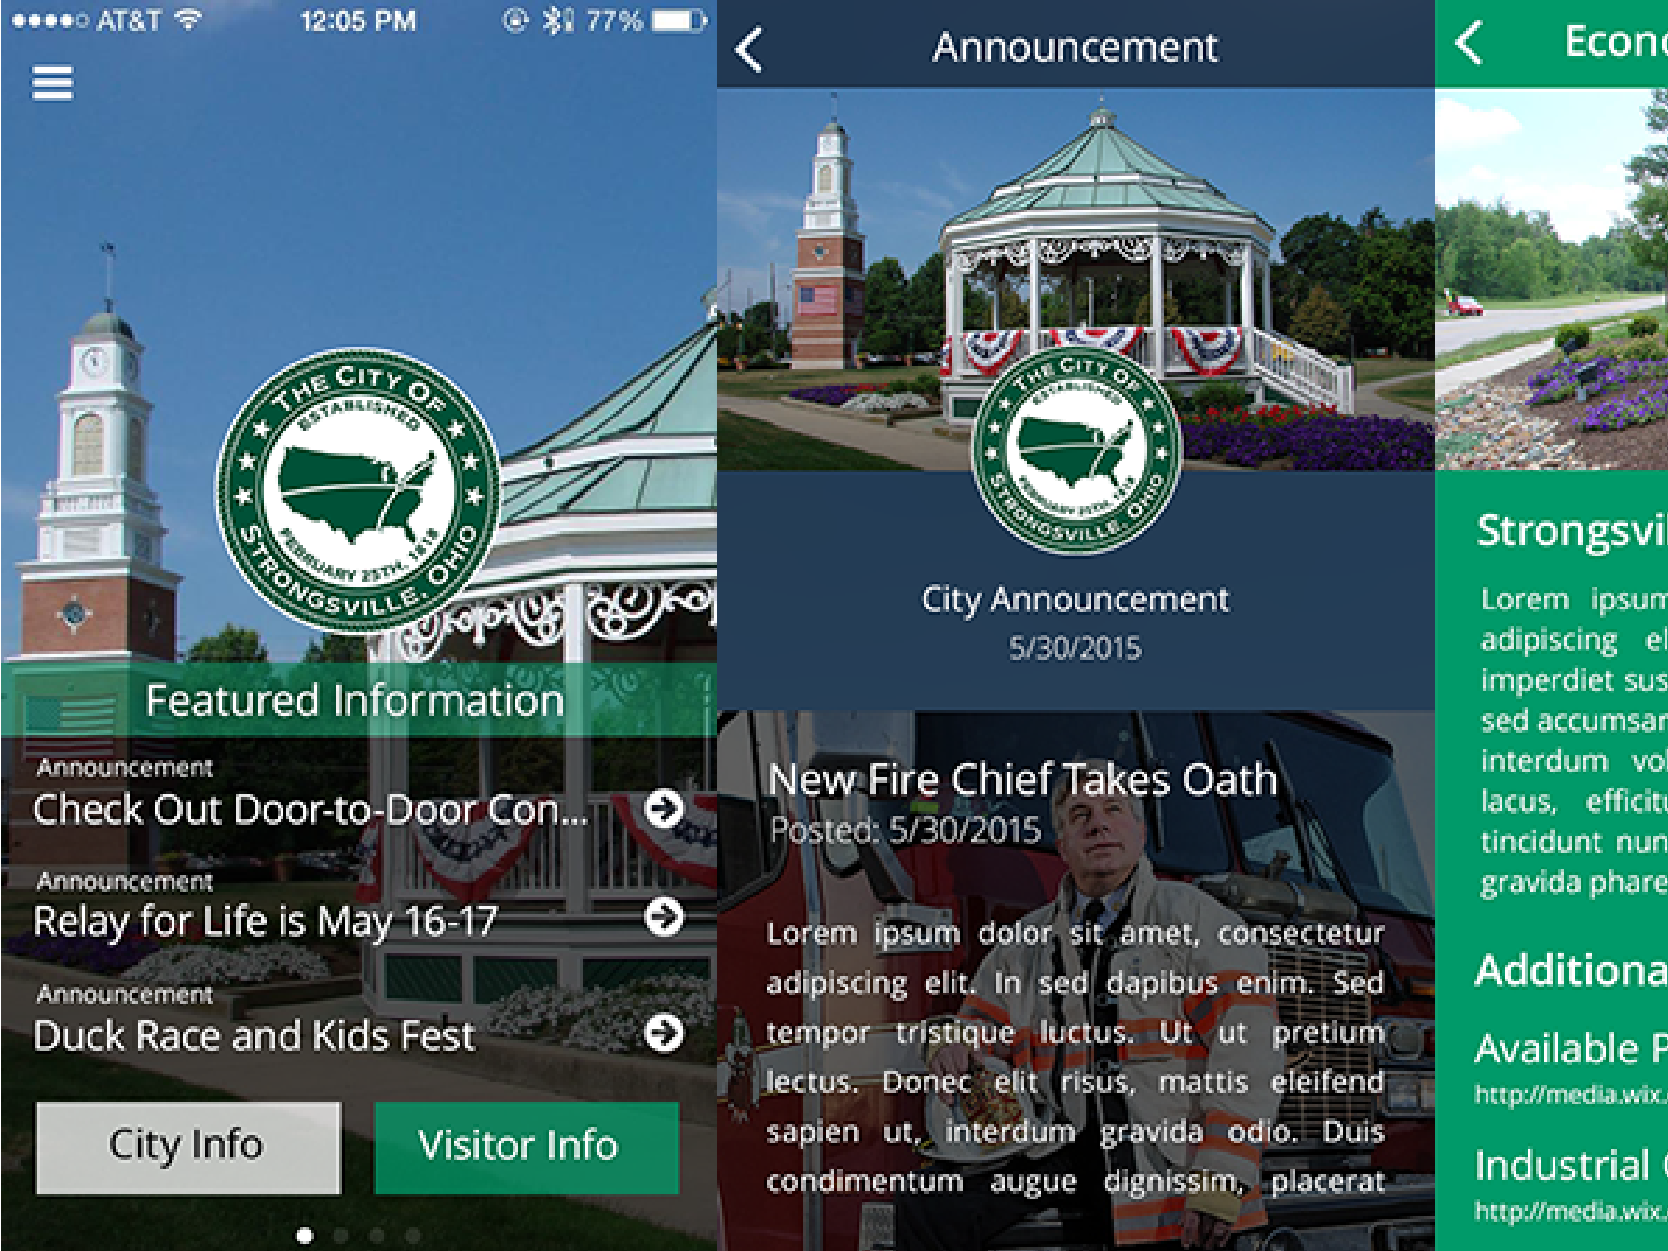 AT&T 12:05 PM 77%
THE CITY OF
ESTABLISHED
FEBRUARY 25TH, 1818
STRONGSVILLE, OHIO
Featured Information
Announcement
Check Out Door-to-Door Con...
Announcement
Relay for Life is May 16-17
Announcement
Duck Race and Kids Fest
City Info
Visitor Info
Announcement
THE CITY OF
ESTABLISHED
FEBRUARY 25TH, 1818
STRONGSVILLE, OHIO
City Announcement
5/30/2015
New Fire Chief Takes Oath
Posted: 5/30/2015
Lorem ipsum dolor sit amet, consectetur
adipiscing elit. In sed dapibus enim. Sed
tempor tristique luctus. Ut ut pretium
lectus. Donec elit risus, mattis eleifend
sapien ut, interdum gravida odio. Duis
condimentum augue dignissim, placerat
Econo
Strongsvil
Lorem ipsum
adipiscing el
imperdiet sus
sed accumsan
interdum vol
lacus, efficitu
tincidunt nun
gravida phare
Additiona
Available P
http://media.wix.
Industrial
http://media.wix.